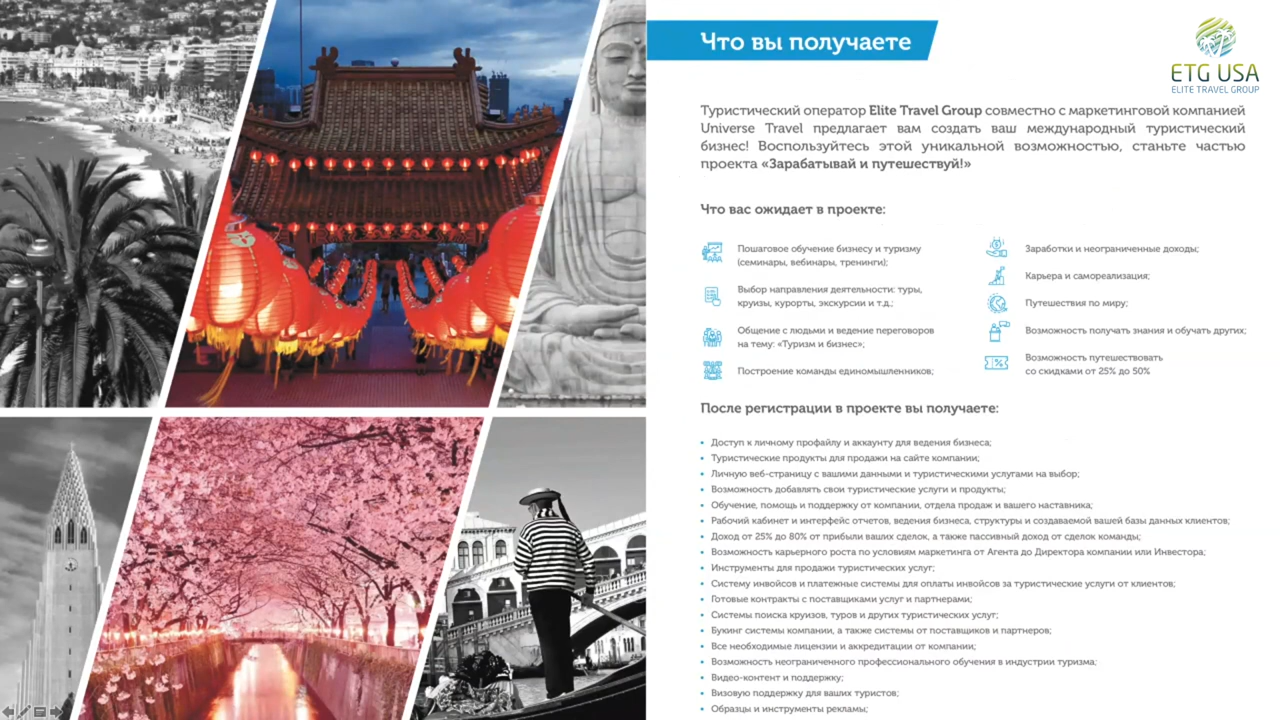 Что вы получаете
ETG USA
ELITE TRAVEL GROUP
Туристический оператор Elite Travel Group совместно с маркетинговой компанией
Universe Travel предлагает вам создать ваш международный туристический
бизнес! Воспользуйтесь этой уникальной возможностью, станьте частью
проекта «Зарабатывай и путешествуй!»
Что вас ожидает в проекте:
Пошаговое обучение бизнесу и туризму
(семинары, вебинары, тренинги);
Выбор направления деятельности: туры,
круизы, курорты, экскурсии и т.д.;
Общение с людьми и ведение переговоров
на тему: «Туризм и бизнес»;
Построение команды единомышленников;
Заработки и неограниченные доходы;
Карьера и самореализация;
Путешествия по миру;
Возможность получать знания и обучать других;
Возможность путешествовать
со скидками от 25% до 50%
После регистрации в проекте вы получаете:
• Доступ к личному профайлу и аккаунту для ведения бизнеса;
• Туристические продукты для продажи на сайте компании;
• Личную веб-страницу с вашими данными и туристическими услугами на выбор;
• Возможность добавлять свои туристические услуги и продукты;
• Обучение, помощь и поддержку от компании, отдела продаж и вашего наставника;
• Рабочий кабинет и интерфейс отчетов, ведения бизнеса, структуры и создаваемой вашей базы данных клиентов;
• Доход от 25% до 80% от прибыли ваших сделок, а также пассивный доход от сделок команды;
• Возможность карьерного роста по условиям маркетинга от Агента до Директора компании или Инвестора;
• Инструменты для продажи туристических услуг;
• Систему инвойсов и платежные системы для оплаты инвойсов за туристические услуги от клиентов;
• Готовые контракты с поставщиками услуг и партнерами;
• Системы поиска круизов, туров и других туристических услуг;
• Букинг системы компании, а также системы от поставщиков и партнеров;
• Все необходимые лицензии и аккредитации от компании;
• Возможность неограниченного профессионального обучения в индустрии туризма;
• Видео-контент и поддержку;
• Визовую поддержку для ваших туристов;
• Образцы и инструменты рекламы;